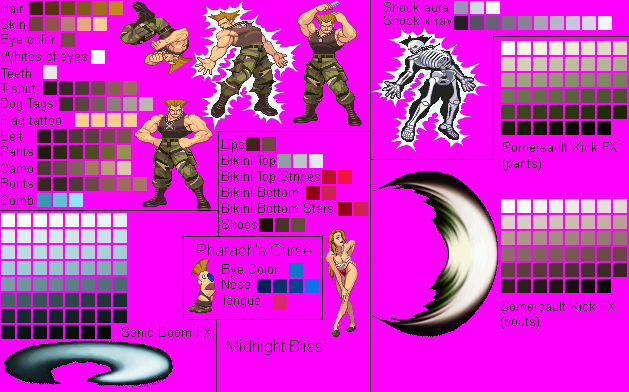 Hair
Skin
Eye color
Whites of eyes
Teeth
T-shirt
Dog Tags
Flag tattoo
Belt
Pants
Camo
Boots
Comb
Sonic Boom FX
Lips
Bikini Top
Bikini Top Stripes
Bikini Bottom
Bikini Bottom Stars
Shoes
Pharaoh's Curse
Eye Color
Nose
Tongue
Midnight Bliss
Shock aura
Shock x-ray
Somersault Kick FX
(pants)
Somersault Kick FX
(boots)